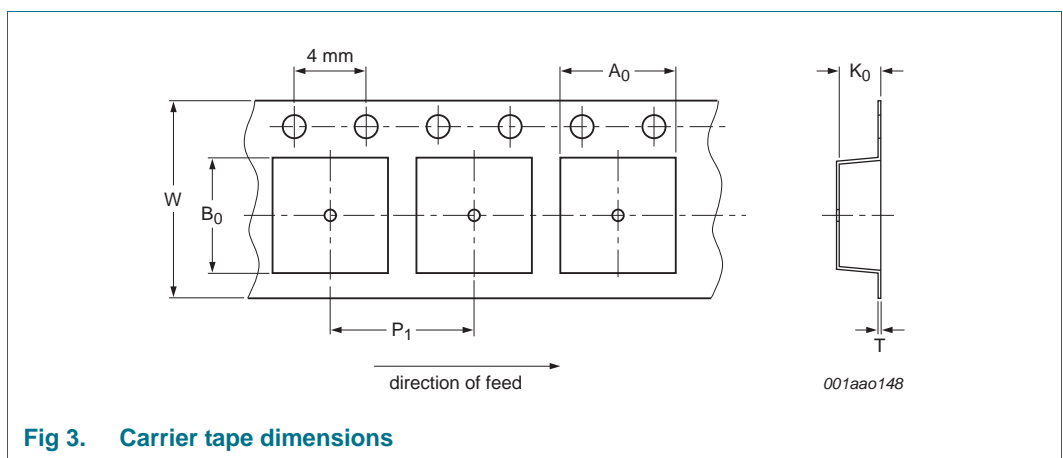 4 mm
A0
K0
W
B0
P1
T
direction of feed
001aao148
Fig 3. Carrier tape dimensions